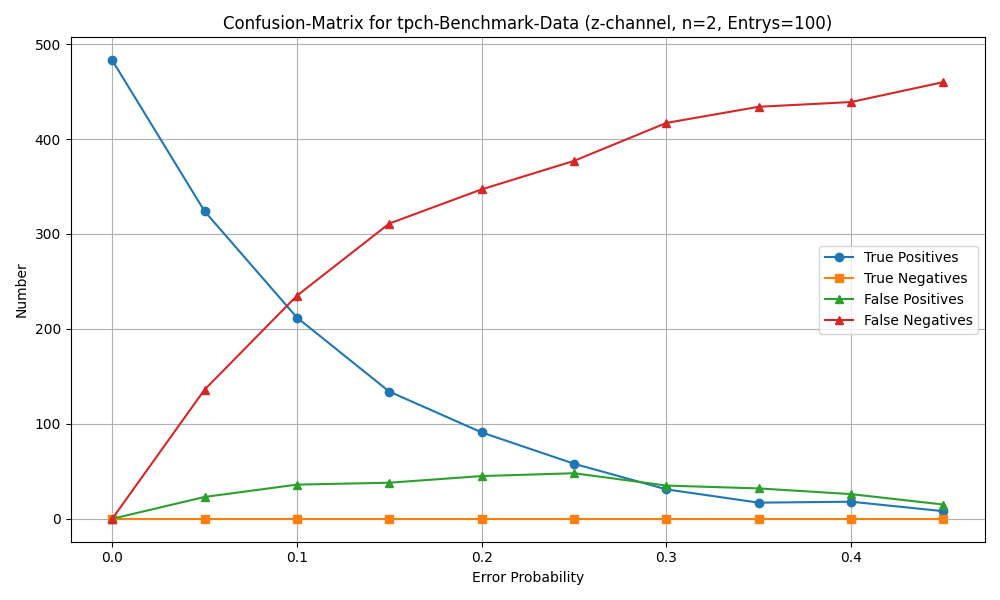 Confusion-Matrix for tpch-Benchmark-Data (z-channel, n=2, Entrys=100)
500
400
300
200
100
0
Number
True Positives
True Negatives
False Positives
False Negatives
0.0 0.1 0.2 0.3 0.4
Error Probability